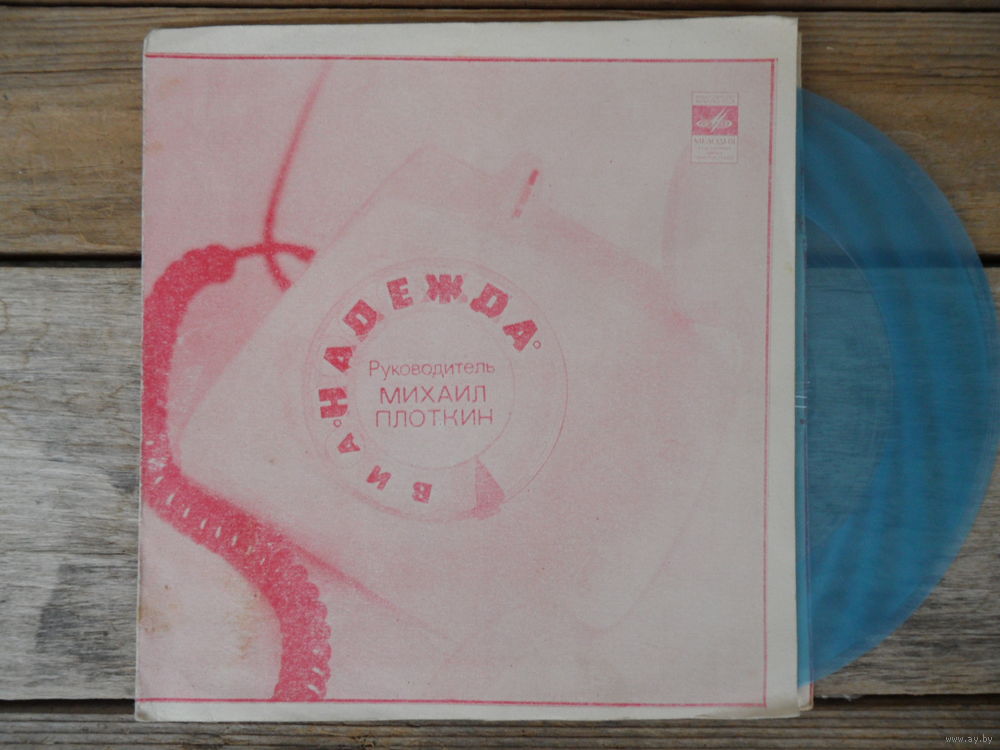 МЕЛОДИЯ
ВИА "НАДЕЖДА"
Руководитель
МИХАИЛ
ПЛОТКИН
www.ay.by